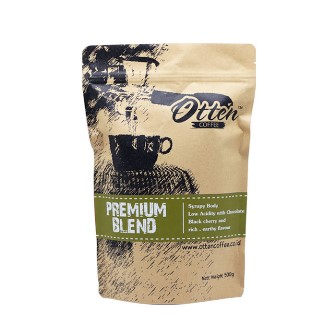 Otten™
COFFEE
PREMIUM
BLEND
Syrupy Body
Low Acidity with Chocolate,
Black cherry and
rich , earthy flavour
www.ottencoffee.co.id
Nett Weight 500g